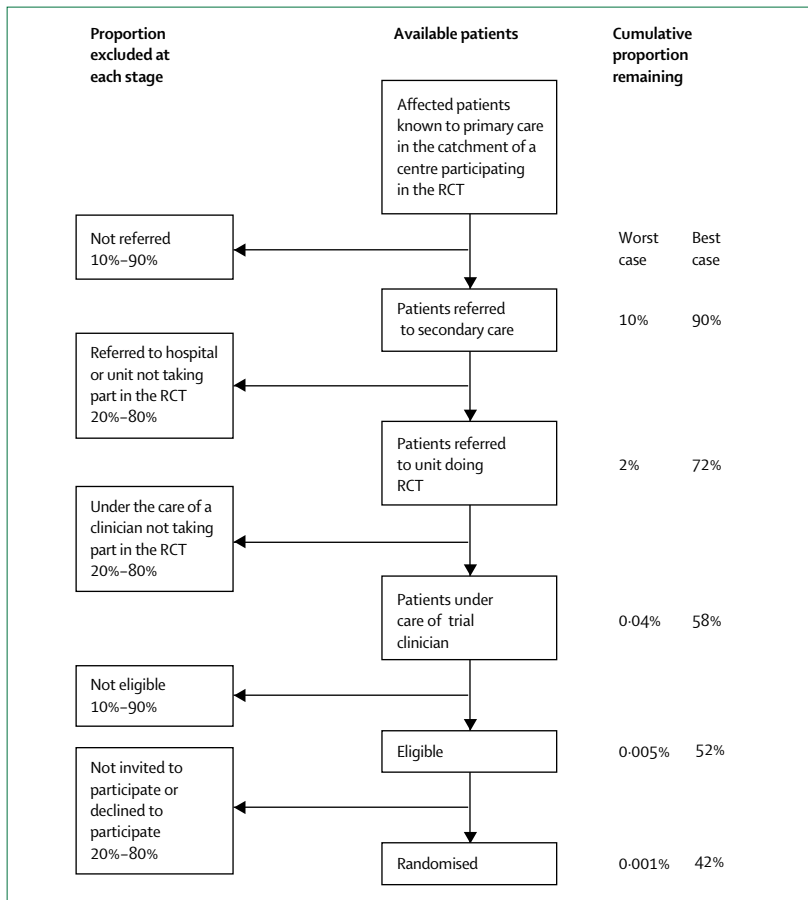 Proportion
excluded at
each stage
Available patients
Cumulative
proportion
remaining
Affected patients
known to primary care
in the catchment of a
centre participating
in the RCT
Not referred
10%–90%
Worst
case
Best
case
Patients referred
to secondary care
10%
90%
Referred to hospital
or unit not taking
part in the RCT
20%–80%
Patients referred
to unit doing
RCT
2%
72%
Under the care of a
clinician not taking
part in the RCT
20%–80%
Patients under
care of trial
clinician
0·04%
58%
Not eligible
10%–90%
Eligible
0·005%
52%
Not invited to
participate or
declined to
participate
20%–80%
Randomised
0·001%
42%